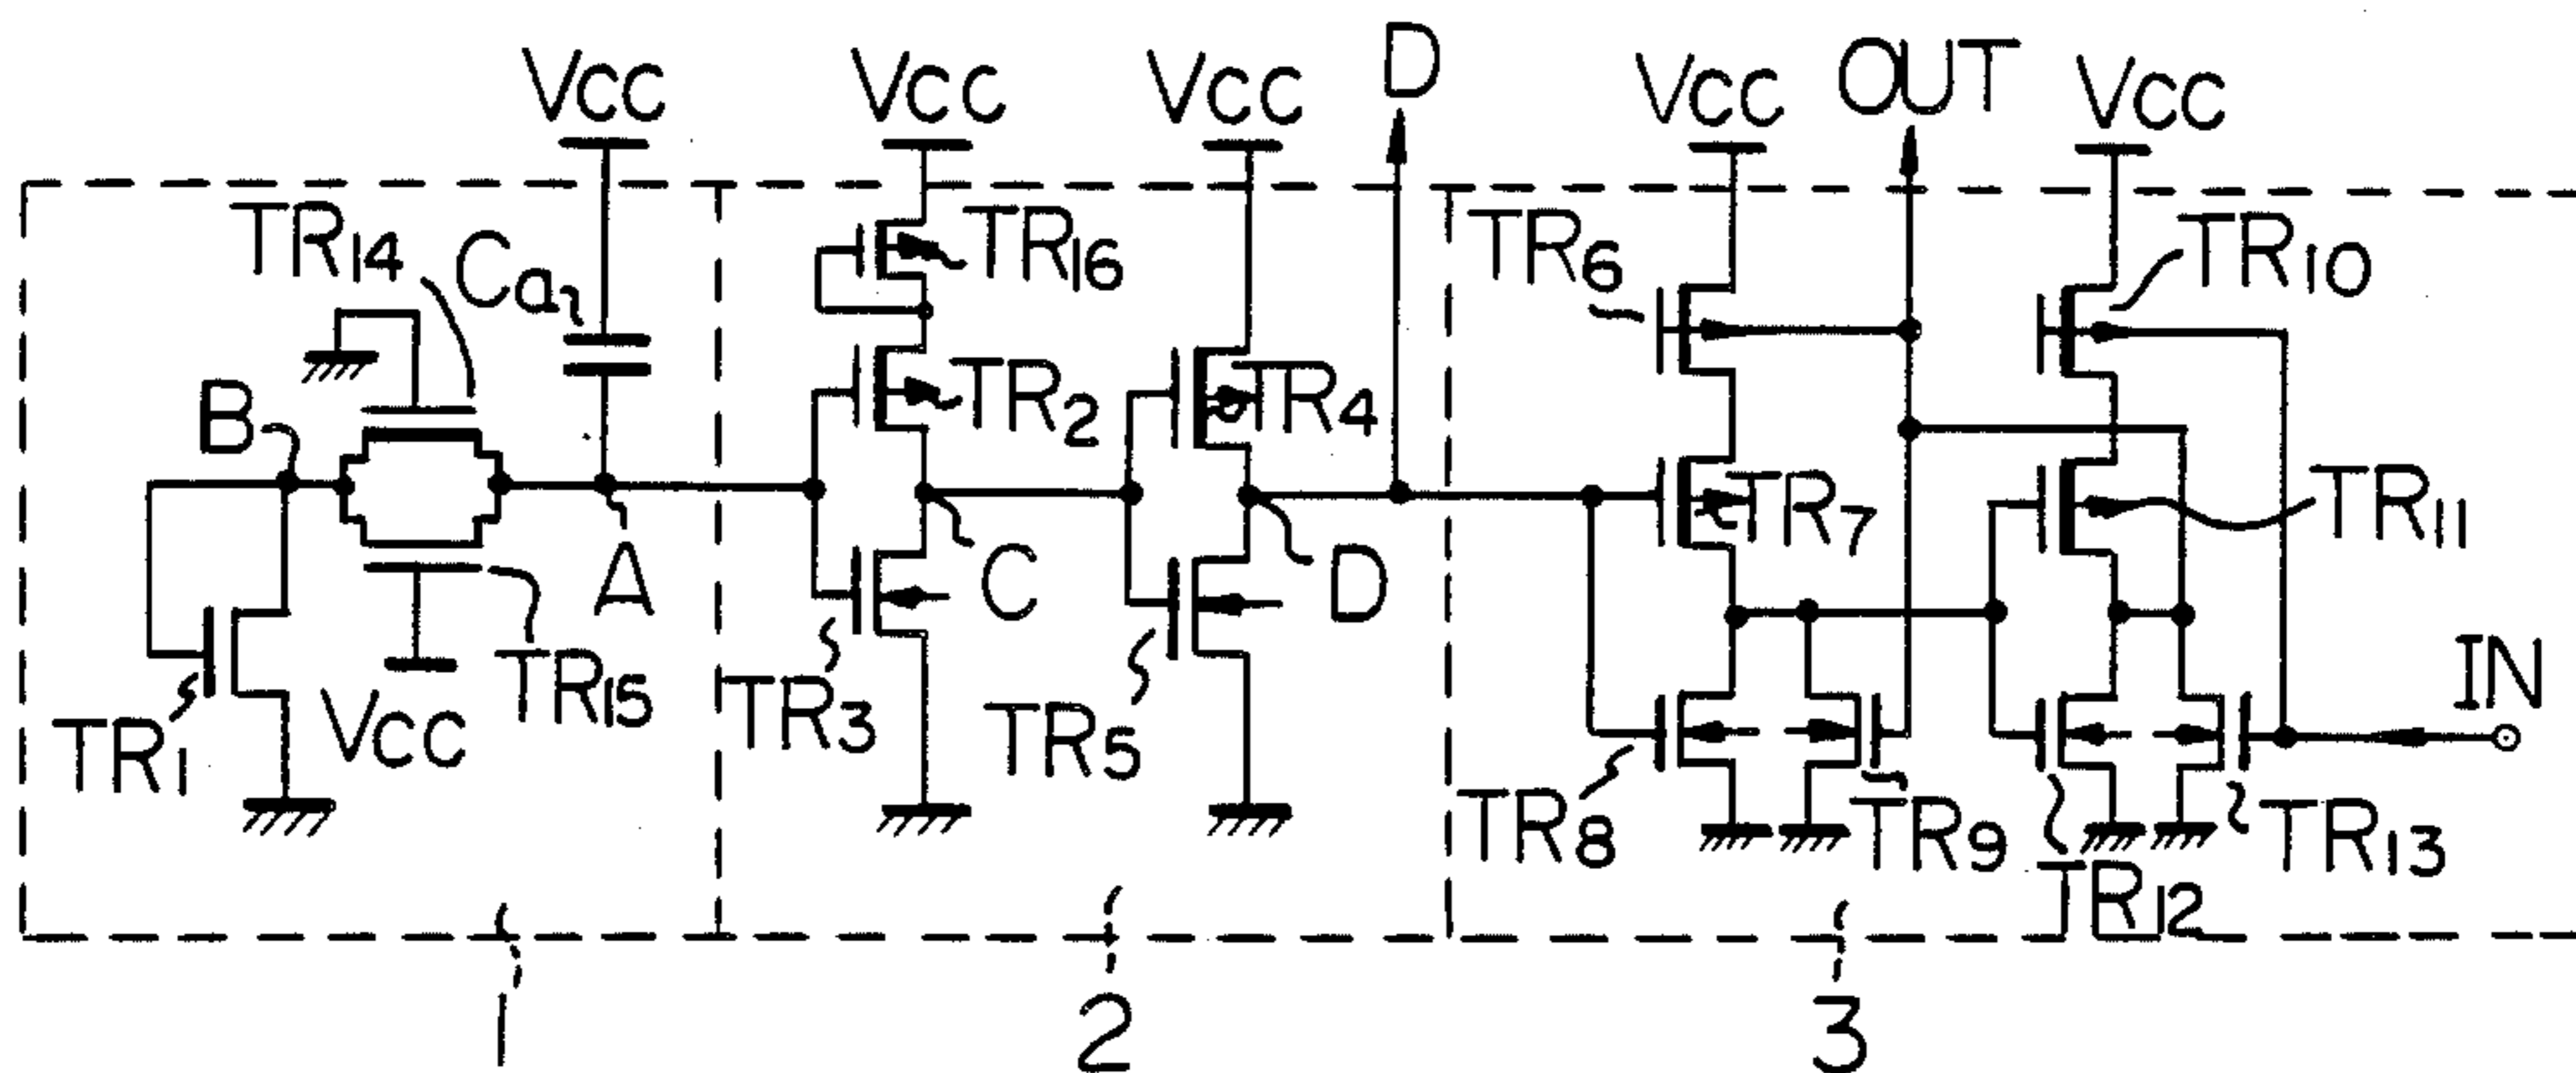 VCC VCC VCC D VCC OUT VCC
TR14 Ca TR16 TR6 TR10
B TR2 TR4 TR7 TR11
A C D
TR1 VCC TR15 TR3 TR5 TR8 TR9 TR12 TR13 IN
1 2 3